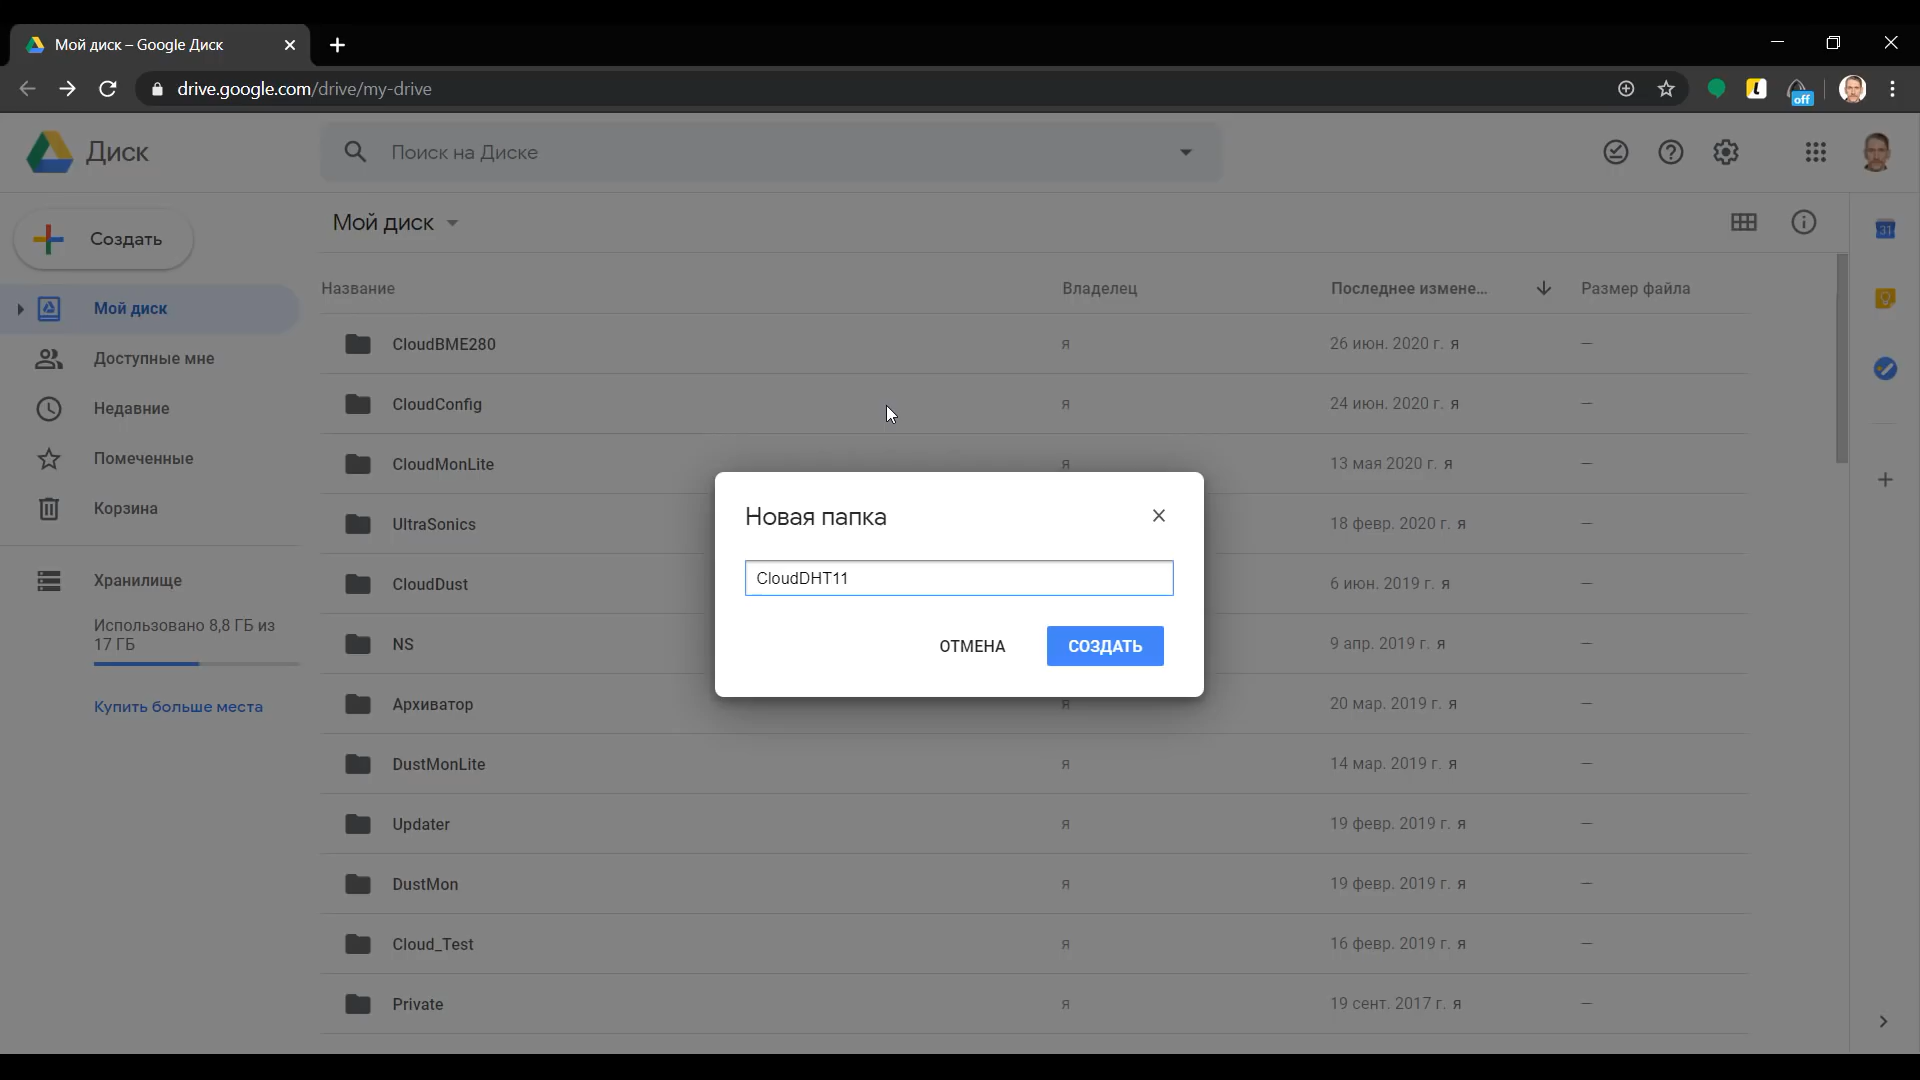 Мой диск – Google Диск
drive.google.com/drive/my-drive
off
Диск
Поиск на Диске
Создать
Мой диск
31
Название Владелец Последнее измене... Размер файла
Мой диск
Доступные мне
Недавние
Помеченные
Корзина
Хранилище
Использовано 8,8 ГБ из
17 ГБ
Купить больше места
CloudBME280 я 26 июн. 2020 г. я —
CloudConfig я 24 июн. 2020 г. я —
CloudMonLite я 13 мая 2020 г. я —
UltraSonics 18 февр. 2020 г. я —
CloudDust 6 июн. 2019 г. я —
NS 9 апр. 2019 г. я —
Архиватор я 20 мар. 2019 г. я —
DustMonLite я 14 мар. 2019 г. я —
Updater я 19 февр. 2019 г. я —
DustMon я 19 февр. 2019 г. я —
Cloud_Test я 16 февр. 2019 г. я —
Private я 19 сент. 2017 г. я —
Новая папка
CloudDHT11
ОТМЕНА СОЗДАТЬ